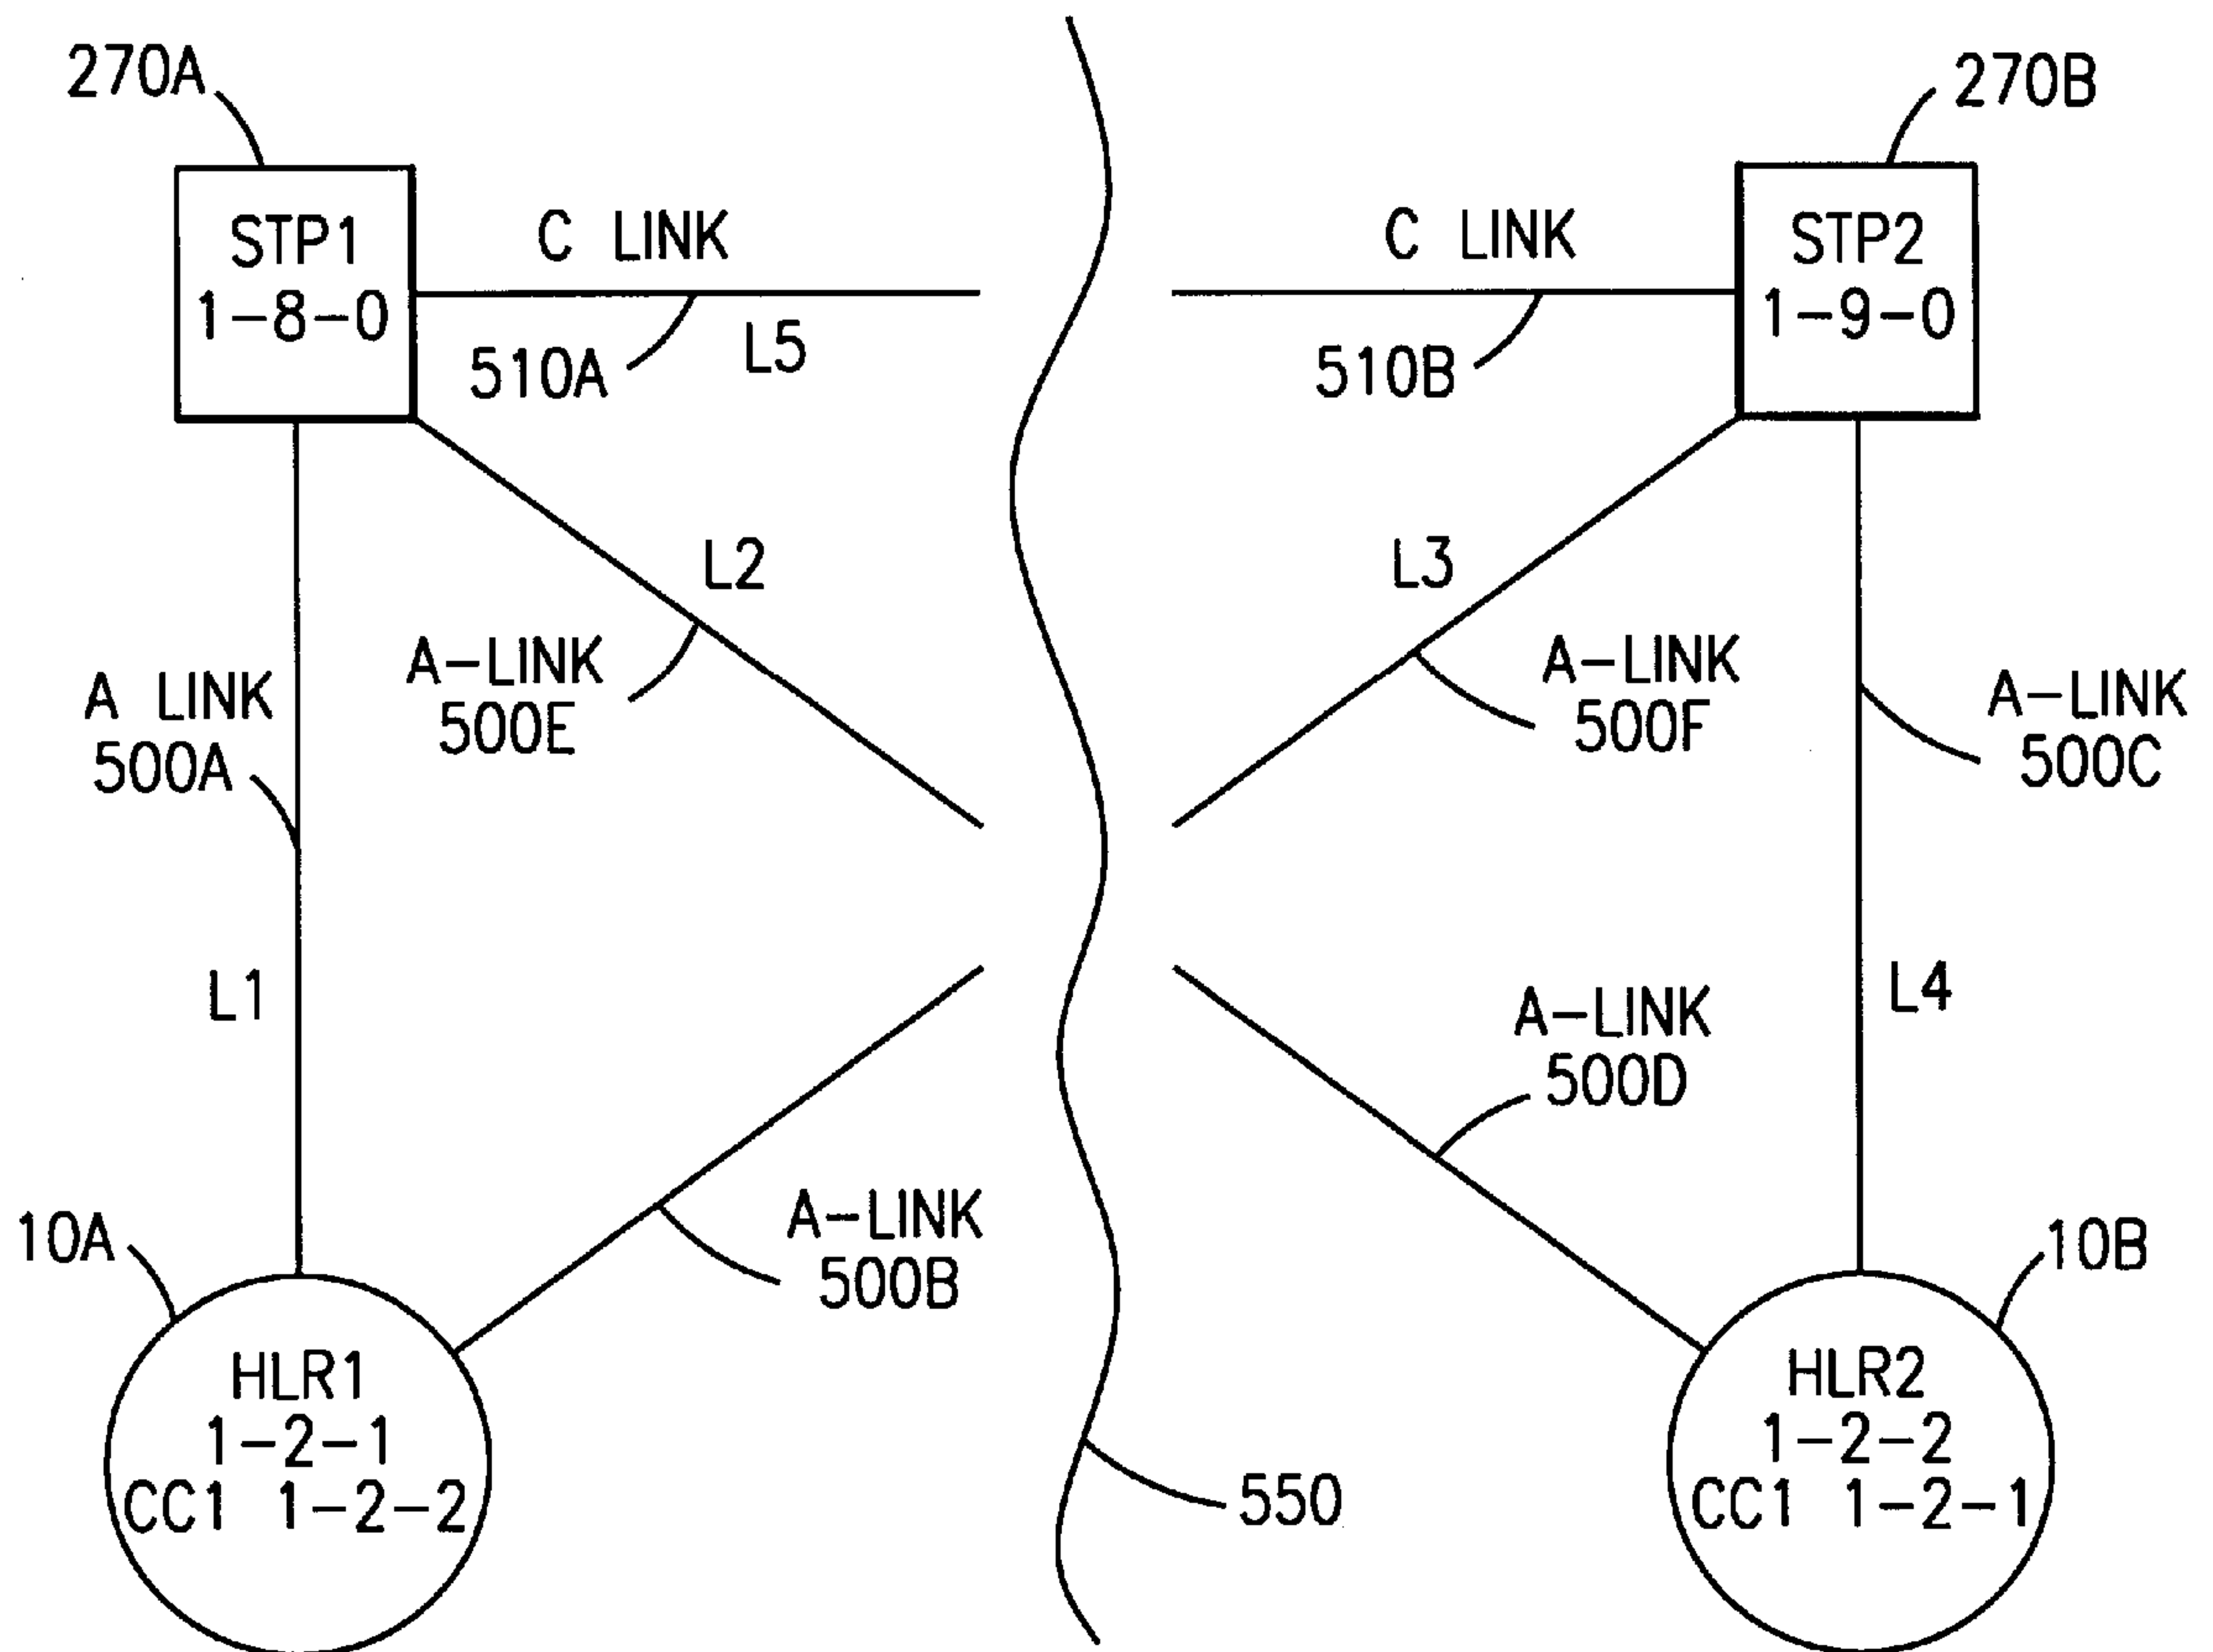 270A
270B
STP1
1-8-0
C LINK
510A
L5
C LINK
510B
STP2
1-9-0
L2
L3
A LINK
500A
A-LINK
500E
A-LINK
500F
A-LINK
500C
L1
L4
A-LINK
500D
10A
A-LINK
500B
10B
HLR1
1-2-1
CC1 1-2-2
550
HLR2
1-2-2
CC1 1-2-1